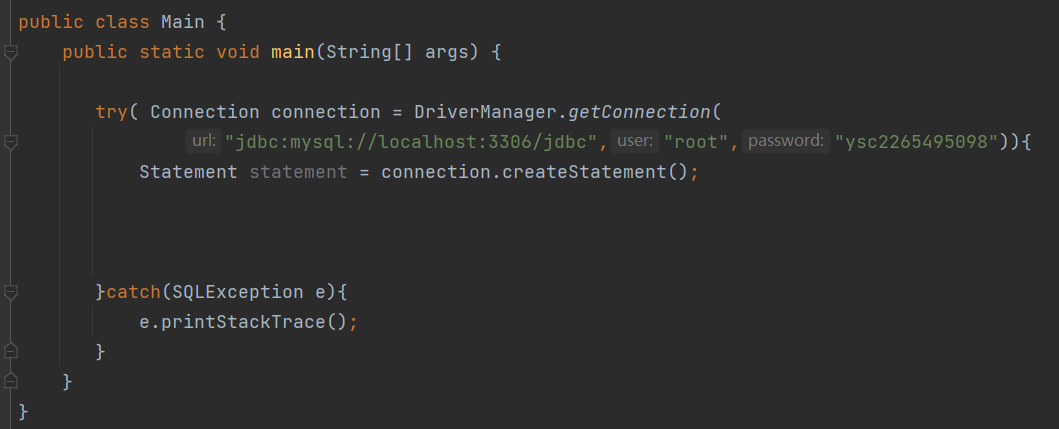 public class Main {
public static void main(String[] args) {
try( Connection connection = DriverManager.getConnection(
url: "jdbc:mysql://localhost:3306/jdbc", user: "root", password: "ysc2265495098")){
Statement statement = connection.createStatement();
}catch(SQLException e){
e.printStackTrace();
}
}
}